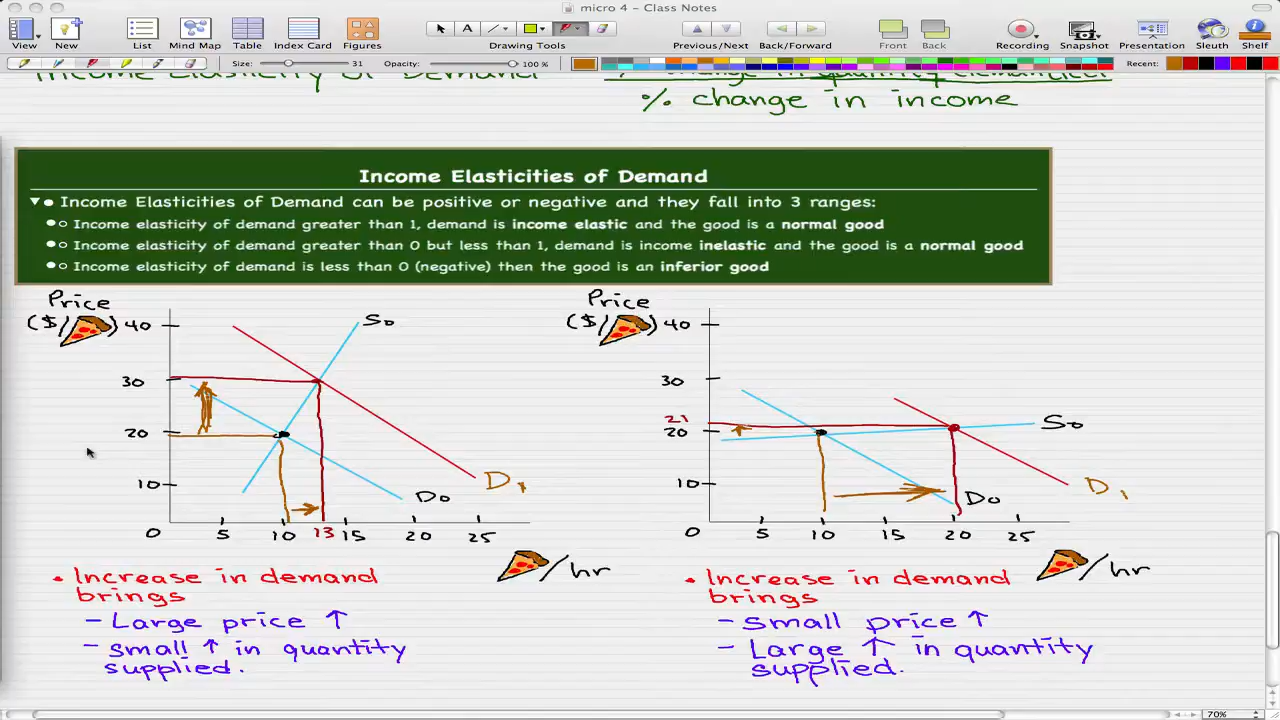 micro 4 – Class Notes
View New List Mind Map Table Index Card Figures Drawing Tools Previous/Next Back/Forward Front Back Recording Snapshot Presentation Sleuth Shelf
Size: 31 Opacity: 100 % Recent:
Income Elasticity of Demand % change in quantity demanded
% change in income
Income Elasticities of Demand
Income Elasticities of Demand can be positive or negative and they fall into 3 ranges:
Income elasticity of demand greater than 1, demand is income elastic and the good is a normal good
Income elasticity of demand greater than 0 but less than 1, demand is income inelastic and the good is a normal good
Income elasticity of demand is less than 0 (negative) then the good is an inferior good
Price
($/ )
40
30
20
10
0 5 10 13 15 20 25
S0
D0
D1
/hr
• Increase in demand
brings
- Large price ↑
- Small ↑ in quantity
supplied.
Price
($/ )
40
30
21
20
10
0 5 10 15 20 25
S0
D0
D1
/hr
• Increase in demand
brings
- Small price ↑
- Large ↑ in quantity
supplied.
70%